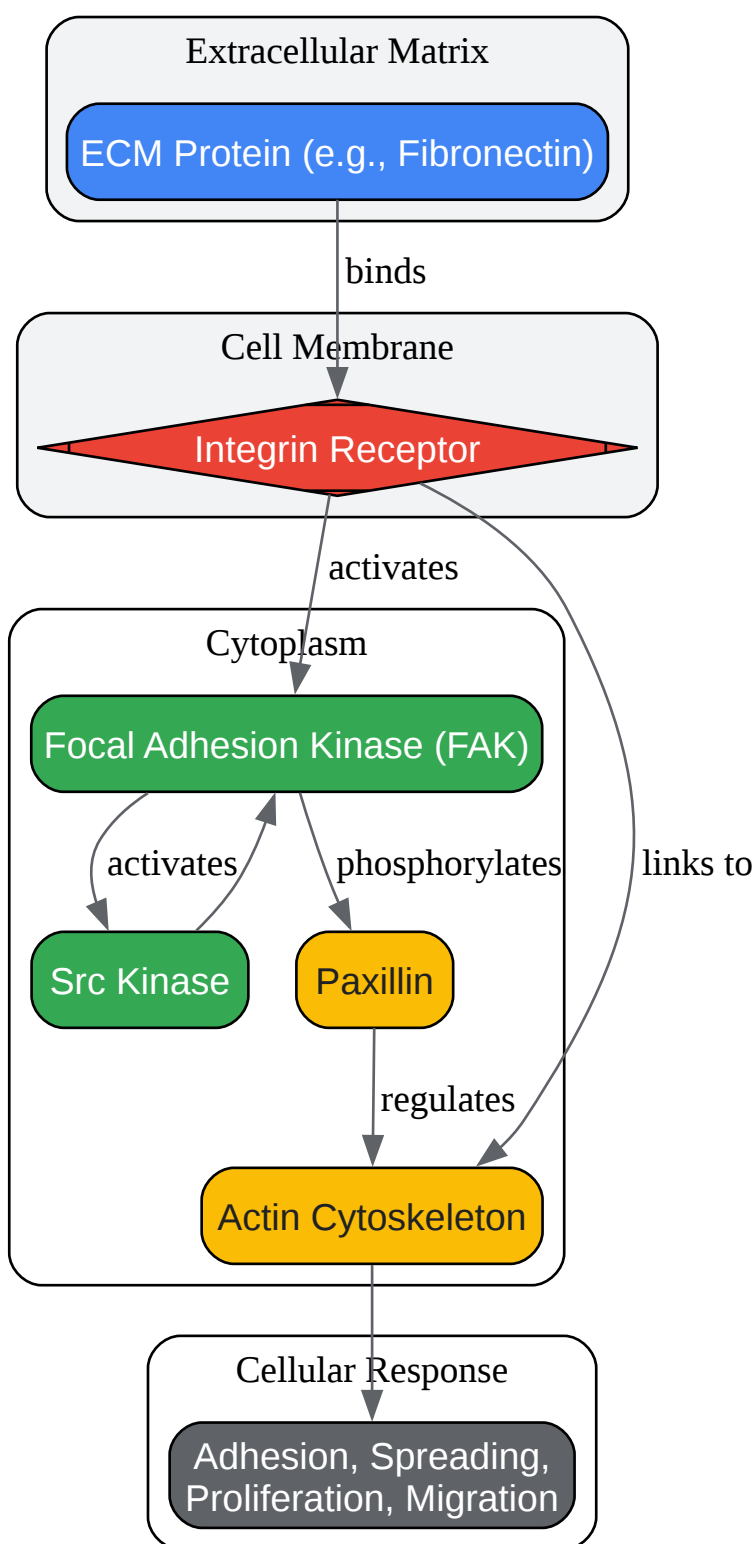 Extracellular Matrix
ECM Protein (e.g., Fibronectin)
binds
Cell Membrane
Integrin Receptor
activates
Cytoplasm
Focal Adhesion Kinase (FAK)
activates
phosphorylates
links to
Src Kinase
Paxillin
regulates
Actin Cytoskeleton
Cellular Response
Adhesion, Spreading,
Proliferation, Migration